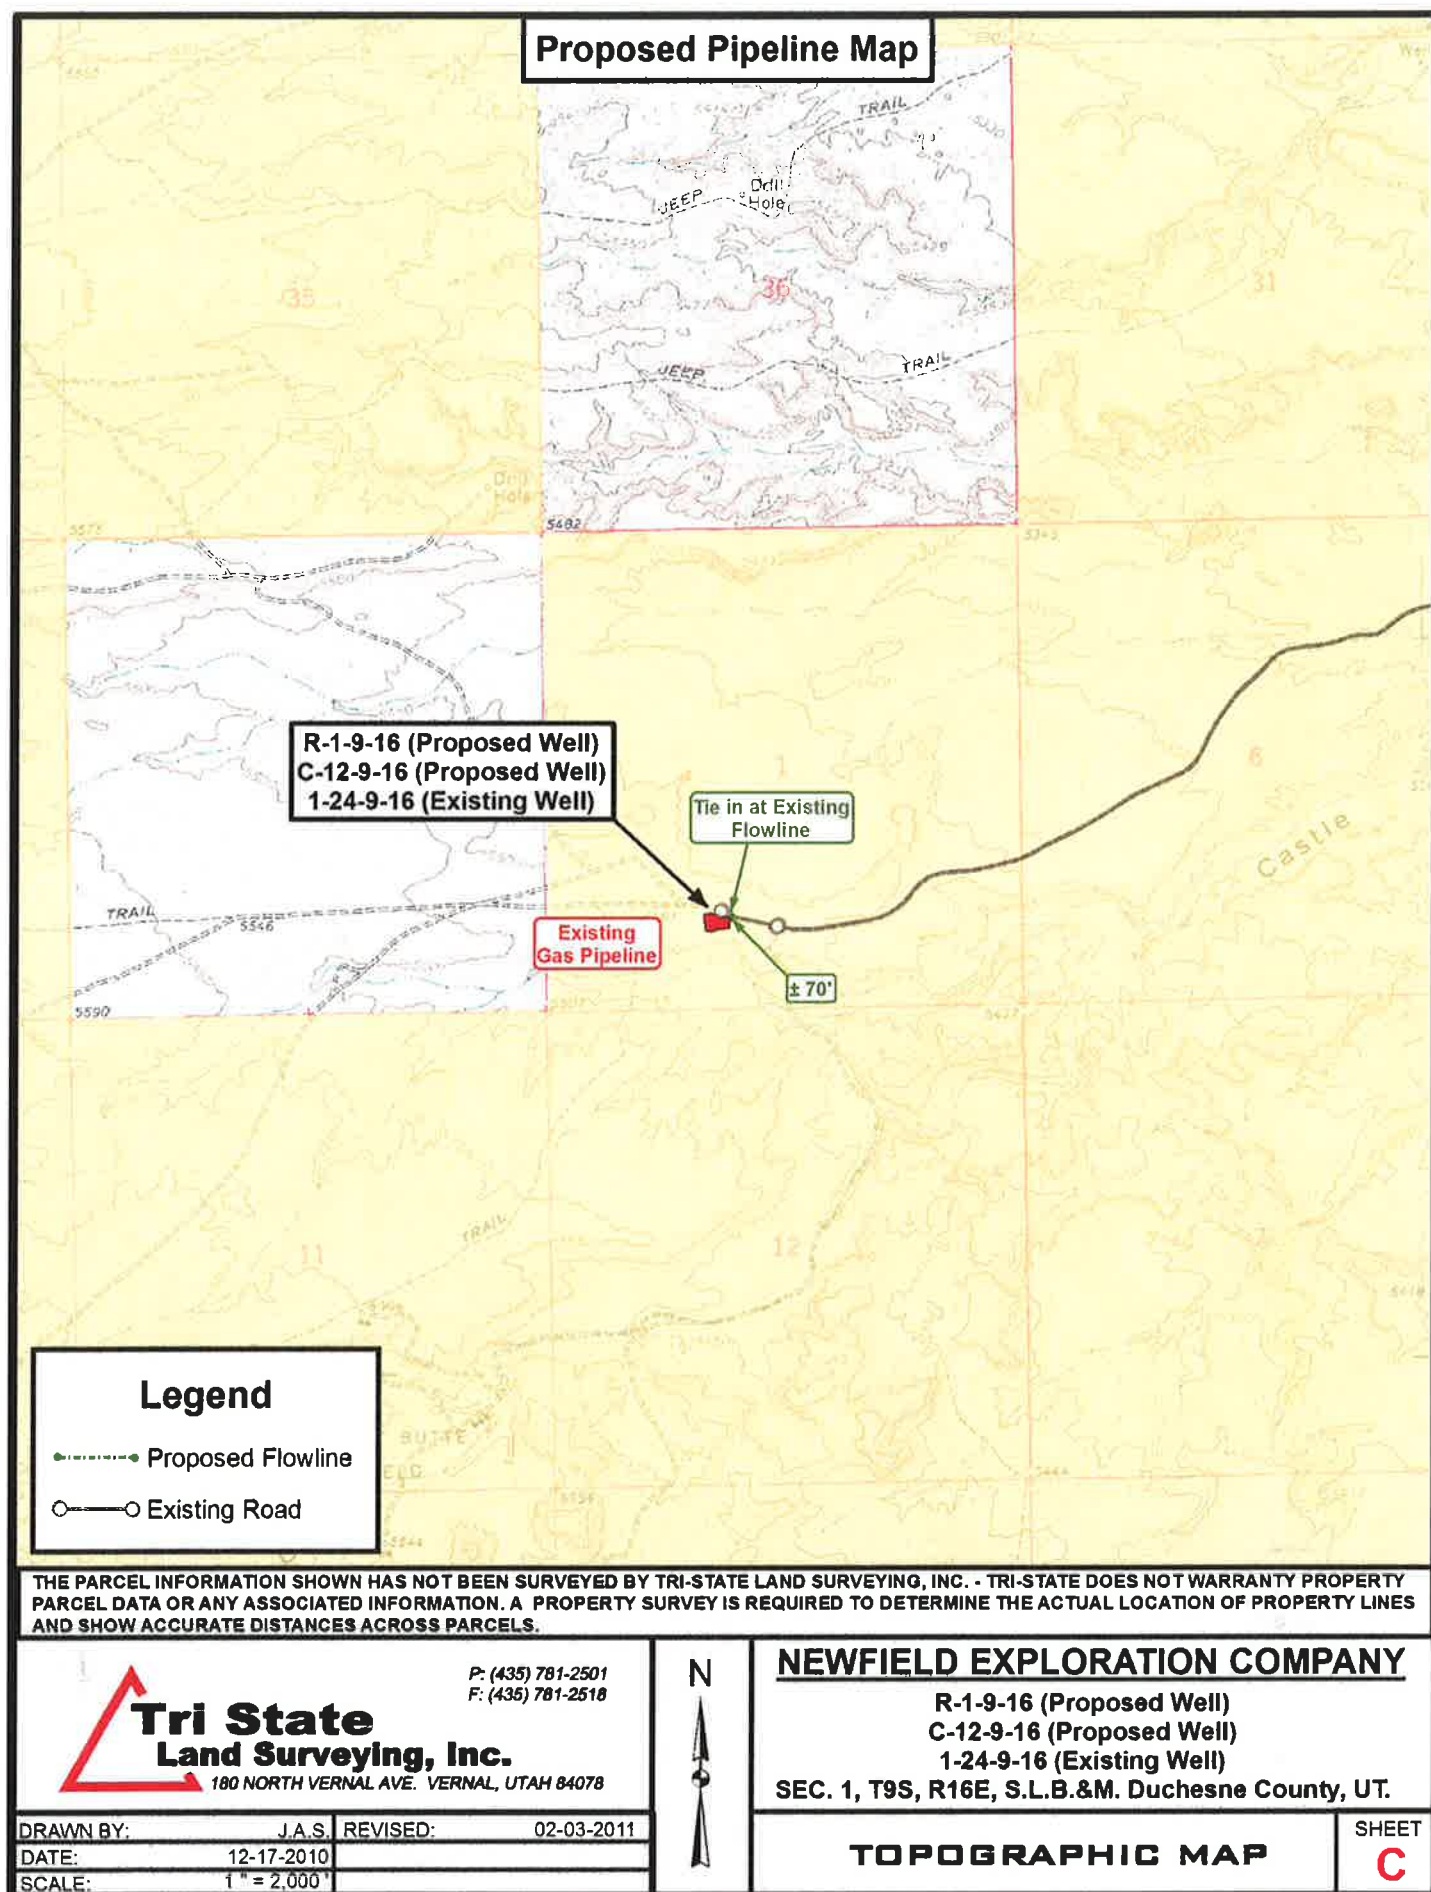 Proposed Pipeline Map
TRAIL
JEEP
Drill
Hole
36
35
31
JEEP
TRAIL
Drill
Hole
5575
5482
5345
R-1-9-16 (Proposed Well)
C-12-9-16 (Proposed Well)
1-24-9-16 (Existing Well)
1
6
Tie in at Existing
Flowline
Castle
TRAIL
5546
Existing
Gas Pipeline
± 70'
5590
TRAIL
11
12
7
Legend
Proposed Flowline
Existing Road
BUTTE
THE PARCEL INFORMATION SHOWN HAS NOT BEEN SURVEYED BY TRI-STATE LAND SURVEYING, INC. - TRI-STATE DOES NOT WARRANTY PROPERTY
PARCEL DATA OR ANY ASSOCIATED INFORMATION. A PROPERTY SURVEY IS REQUIRED TO DETERMINE THE ACTUAL LOCATION OF PROPERTY LINES
AND SHOW ACCURATE DISTANCES ACROSS PARCELS.
P: (435) 781-2501
F: (435) 781-2518
Tri State
Land Surveying, Inc.
180 NORTH VERNAL AVE. VERNAL, UTAH 84078
DRAWN BY: J.A.S. REVISED: 02-03-2011
DATE: 12-17-2010
SCALE: 1" = 2,000'
N
NEWFIELD EXPLORATION COMPANY
R-1-9-16 (Proposed Well)
C-12-9-16 (Proposed Well)
1-24-9-16 (Existing Well)
SEC. 1, T9S, R16E, S.L.B.&M. Duchesne County, UT.
TOPOGRAPHIC MAP
SHEET
C